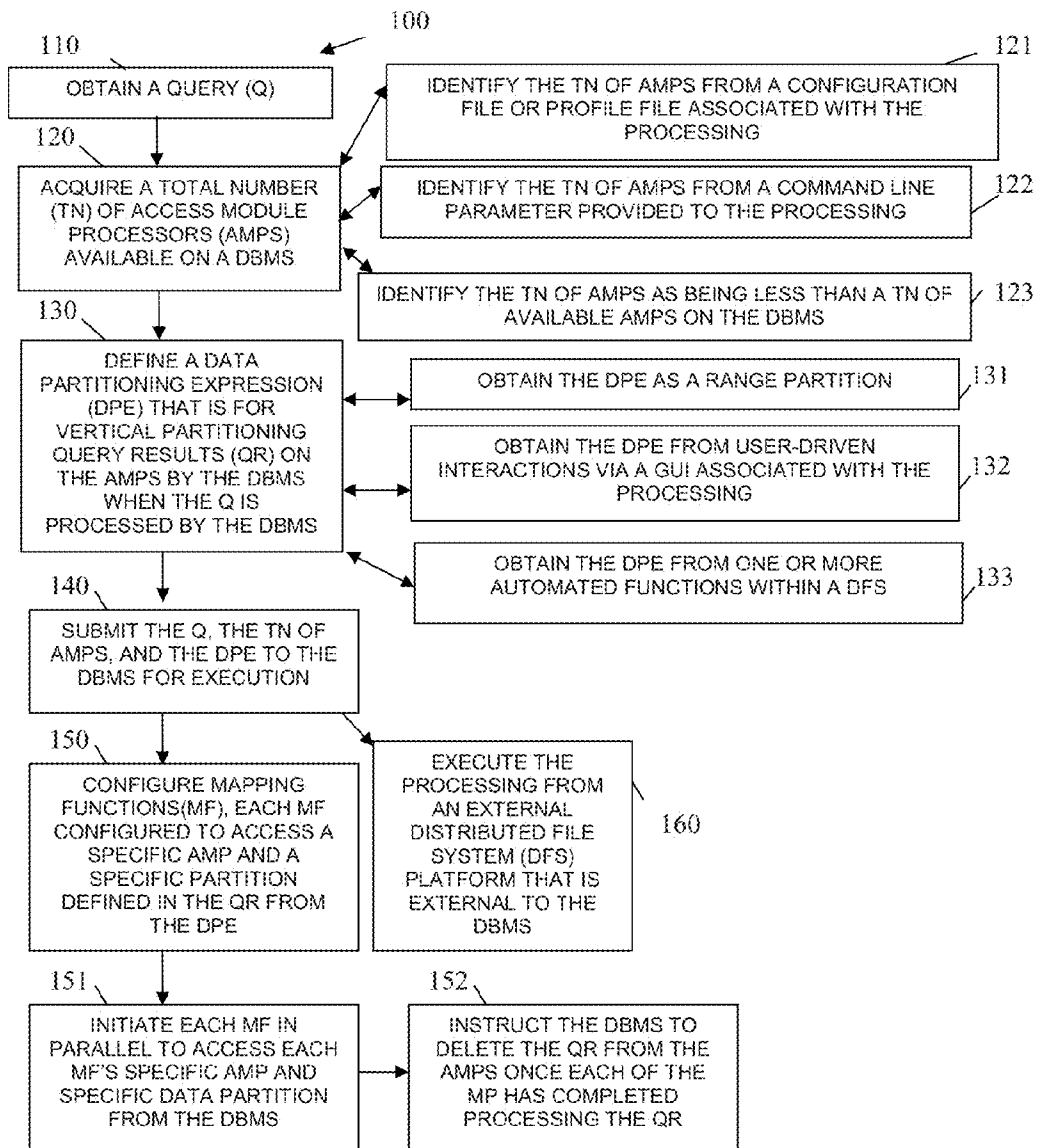 100
110
OBTAIN A QUERY (Q)
121
IDENTIFY THE TN OF AMPS FROM A CONFIGURATION
FILE OR PROFILE FILE ASSOCIATED WITH THE
PROCESSING
120
ACQUIRE A TOTAL NUMBER
(TN) OF ACCESS MODULE
PROCESSORS (AMPS)
AVAILABLE ON A DBMS
IDENTIFY THE TN OF AMPS FROM A COMMAND LINE
PARAMETER PROVIDED TO THE PROCESSING
122
IDENTIFY THE TN OF AMPS AS BEING LESS THAN A TN OF
AVAILABLE AMPS ON THE DBMS
123
130
DEFINE A DATA
PARTITIONING EXPRESSION
(DPE) THAT IS FOR
VERTICAL PARTITIONING
QUERY RESULTS (QR) ON
THE AMPS BY THE DBMS
WHEN THE Q IS
PROCESSED BY THE DBMS
OBTAIN THE DPE AS A RANGE PARTITION
131
OBTAIN THE DPE FROM USER-DRIVEN
INTERACTIONS VIA A GUI ASSOCIATED WITH THE
PROCESSING
132
OBTAIN THE DPE FROM ONE OR MORE
AUTOMATED FUNCTIONS WITHIN A DFS
133
140
SUBMIT THE Q, THE TN OF
AMPS, AND THE DPE TO THE
DBMS FOR EXECUTION
150
CONFIGURE MAPPING
FUNCTIONS(MF), EACH MF
CONFIGURED TO ACCESS A
SPECIFIC AMP AND A
SPECIFIC PARTITION
DEFINED IN THE QR FROM
THE DPE
EXECUTE THE
PROCESSING FROM
AN EXTERNAL
DISTRIBUTED FILE
SYSTEM (DFS)
PLATFORM THAT IS
EXTERNAL TO THE
DBMS
160
151
INITIATE EACH MF IN
PARALLEL TO ACCESS EACH
MF'S SPECIFIC AMP AND
SPECIFIC DATA PARTITION
FROM THE DBMS
152
INSTRUCT THE DBMS TO
DELETE THE QR FROM THE
AMPS ONCE EACH OF THE
MP HAS COMPLETED
PROCESSING THE QR